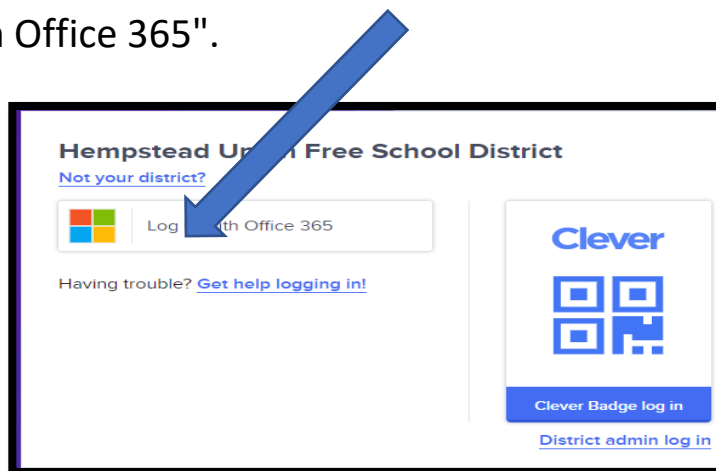 Office 365".
Hempstead Free School District
Not your district?
Log with Office 365
Having trouble? Get help logging in!
Clever
Clever Badge log in
District admin log in